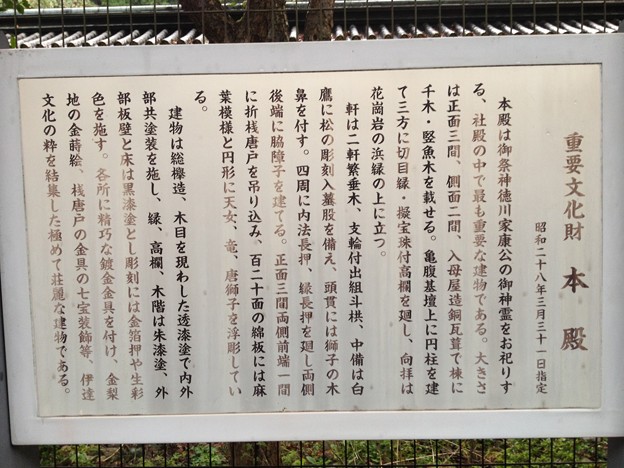 重要文化財 本殿
昭和二十八年三月三十一日指定
本殿は御祭神徳川家康公の御神霊をお祀りす
る、社殿の中で最も重要な建物である。大きさ
は正面三間、側面二間、入母屋造銅瓦葺で棟に
千木・竪魚木を載せる。亀腹基壇上に円柱を建
て三方に切目縁・擬宝珠付高欄を廻し、向拝は
花崗岩の浜縁の上に立つ。
軒は二軒繁垂木、支輪付出組斗栱、中備は白
鷹に松の彫刻入蟇股を備え、頭貫には獅子の木
鼻を付す。四周に内法長押、縁長押を廻し両側
後端に脇障子を建てる。正面三間両側前端一間
に折桟唐戸を吊り込み、百二十面の綿板には麻
葉模様と円形に天女、竜、唐獅子を浮彫してい
る。
建物は総欅造、木目を現わした透漆塗で内外
部共塗装を施し、縁、高欄、木階は朱漆塗、外
部板壁と床は黒漆塗とし彫刻には金箔押や生彩
色を施す。各所に精巧な鍍金金具を付け、金梨
地の金蒔絵、桟唐戸の金具の七宝装飾等、伊達
文化の粋を結集した極めて荘麗な建物である。